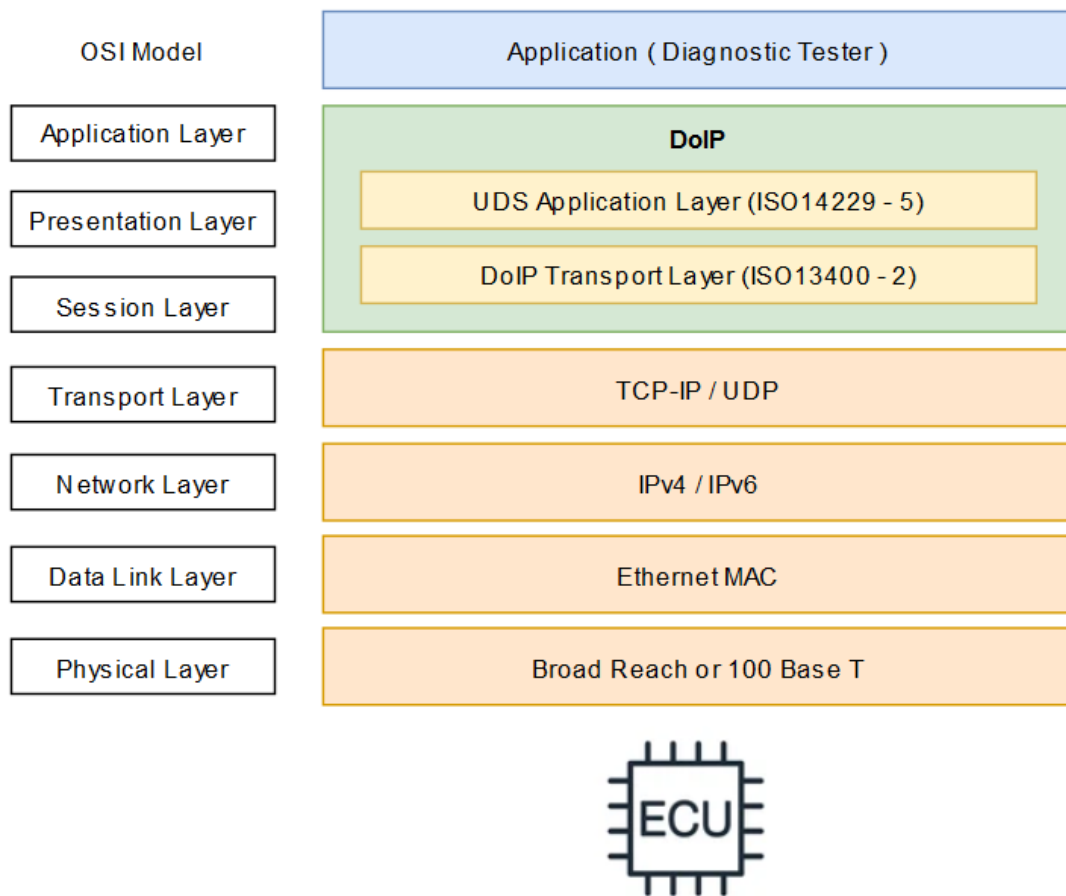 OSI Model
Application ( Diagnostic Tester )
Application Layer
DoIP
Presentation Layer
UDS Application Layer (ISO14229 - 5)
Session Layer
DoIP Transport Layer (ISO13400 - 2)
Transport Layer
TCP-IP / UDP
Network Layer
IPv4 / IPv6
Data Link Layer
Ethernet MAC
Physical Layer
Broad Reach or 100 Base T
ECU